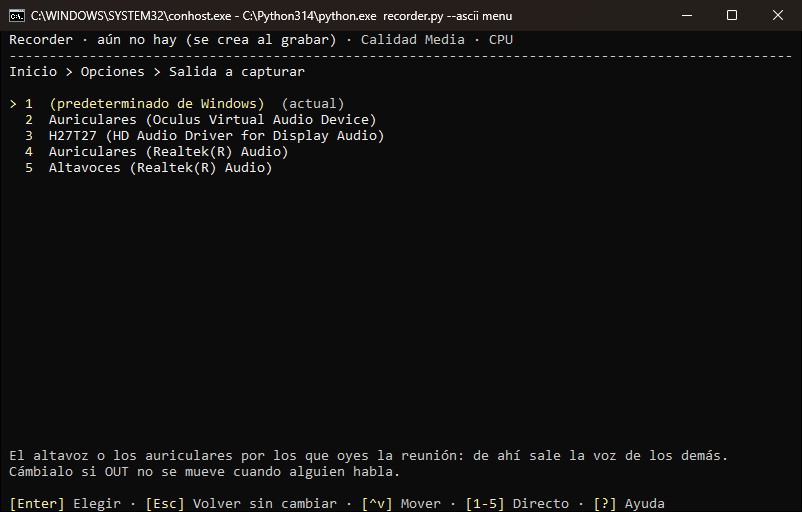 C:\WINDOWS\SYSTEM32\conhost.exe - C:\Python314\python.exe recorder.py --ascii menu
Recorder · aún no hay (se crea al grabar) · Calidad Media · CPU
--------------------------------------------------------------------------------------------------
Inicio > Opciones > Salida a capturar
> 1  (predeterminado de Windows)  (actual)
  2  Auriculares (Oculus Virtual Audio Device)
  3  H27T27 (HD Audio Driver for Display Audio)
  4  Auriculares (Realtek(R) Audio)
  5  Altavoces (Realtek(R) Audio)
El altavoz o los auriculares por los que oyes la reunión: de ahí sale la voz de los demás.
Cámbialo si OUT no se mueve cuando alguien habla.
[Enter] Elegir · [Esc] Volver sin cambiar · [^v] Mover · [1-5] Directo · [?] Ayuda